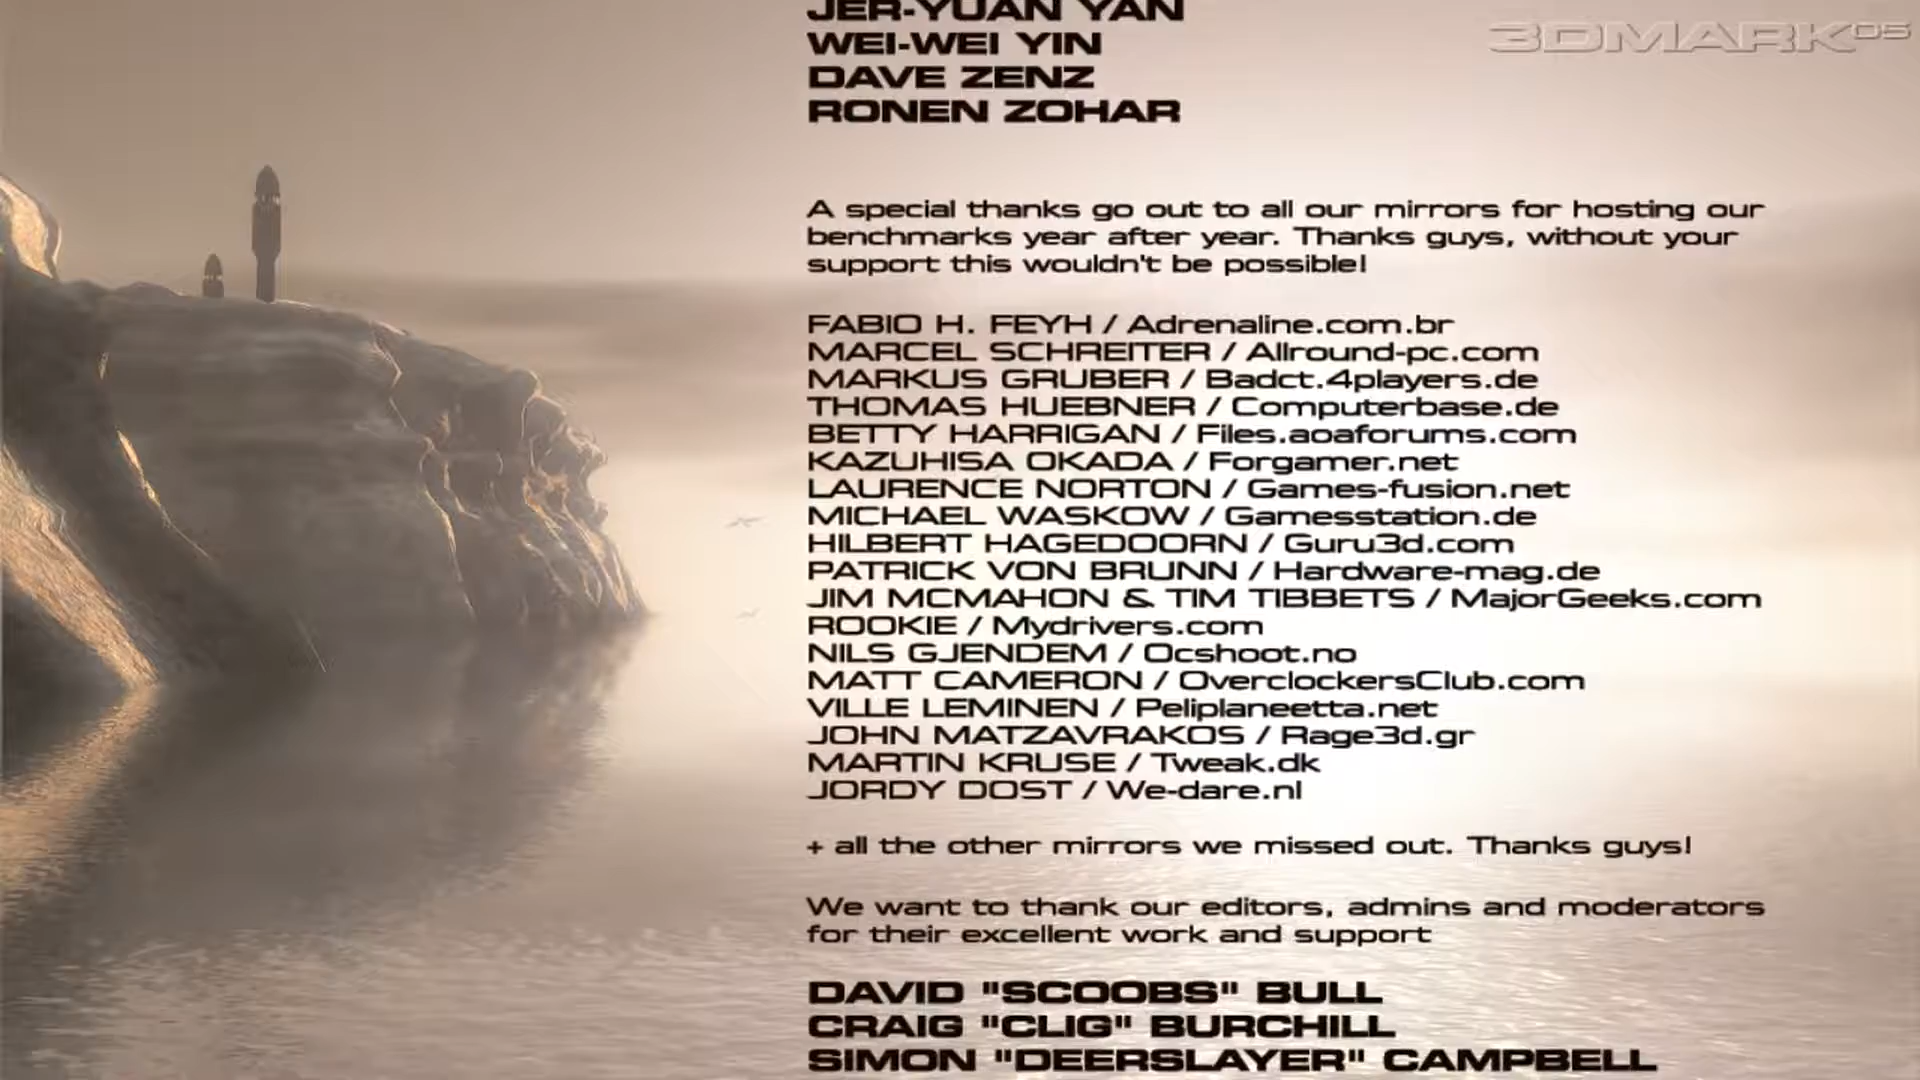 JER-YUAN YAN
3DMARK05
WEI-WEI YIN
DAVE ZENZ
RONEN ZOHAR
A special thanks go out to all our mirrors for hosting our
benchmarks year after year. Thanks guys, without your
support this wouldn't be possible!
FABIO H. FEYH / Adrenaline.com.br
MARCEL SCHREITER / Allround-pc.com
MARKUS GRUBER / Badct.4players.de
THOMAS HUEBNER / Computerbase.de
BETTY HARRIGAN / Files.aoaforums.com
KAZUHISA OKADA / Forgamer.net
LAURENCE NORTON / Games-fusion.net
MICHAEL WASKOW / Gamesstation.de
HILBERT HAGEDOORN / Guru3d.com
PATRICK VON BRUNN / Hardware-mag.de
JIM MCMAHON & TIM TIBBETS / MajorGeeks.com
ROOKIE / Mydrivers.com
NILS GJENDEM / Ocshoot.no
MATT CAMERON / OverclockersClub.com
VILLE LEMINEN / Peliplaneetta.net
JOHN MATZAVRAKOS / Rage3d.gr
MARTIN KRUSE / Tweak.dk
JORDY DOST / We-dare.nl
+ all the other mirrors we missed out. Thanks guys!
We want to thank our editors, admins and moderators
for their excellent work and support
DAVID "SCOOBS" BULL
CRAIG "CLIG" BURCHILL
SIMON "DEERSLAYER" CAMPBELL